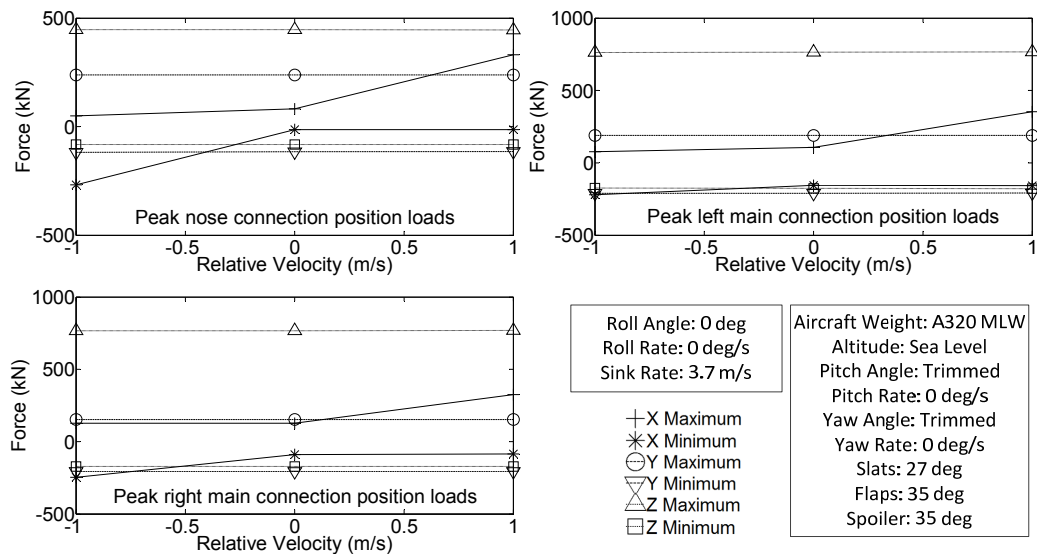 500
0
-500
Force (kN)
Peak nose connection position loads
-1 -0.5 0 0.5 1
Relative Velocity (m/s)
1000
500
0
-500
Force (kN)
Peak left main connection position loads
-1 -0.5 0 0.5 1
Relative Velocity (m/s)
1000
500
0
-500
Force (kN)
Peak right main connection position loads
-1 -0.5 0 0.5 1
Relative Velocity (m/s)
Roll Angle: 0 deg
Roll Rate: 0 deg/s
Sink Rate: 3.7 m/s
X Maximum
X Minimum
Y Maximum
Y Minimum
Z Maximum
Z Minimum
Aircraft Weight: A320 MLW
Altitude: Sea Level
Pitch Angle: Trimmed
Pitch Rate: 0 deg/s
Yaw Angle: Trimmed
Yaw Rate: 0 deg/s
Slats: 27 deg
Flaps: 35 deg
Spoiler: 35 deg